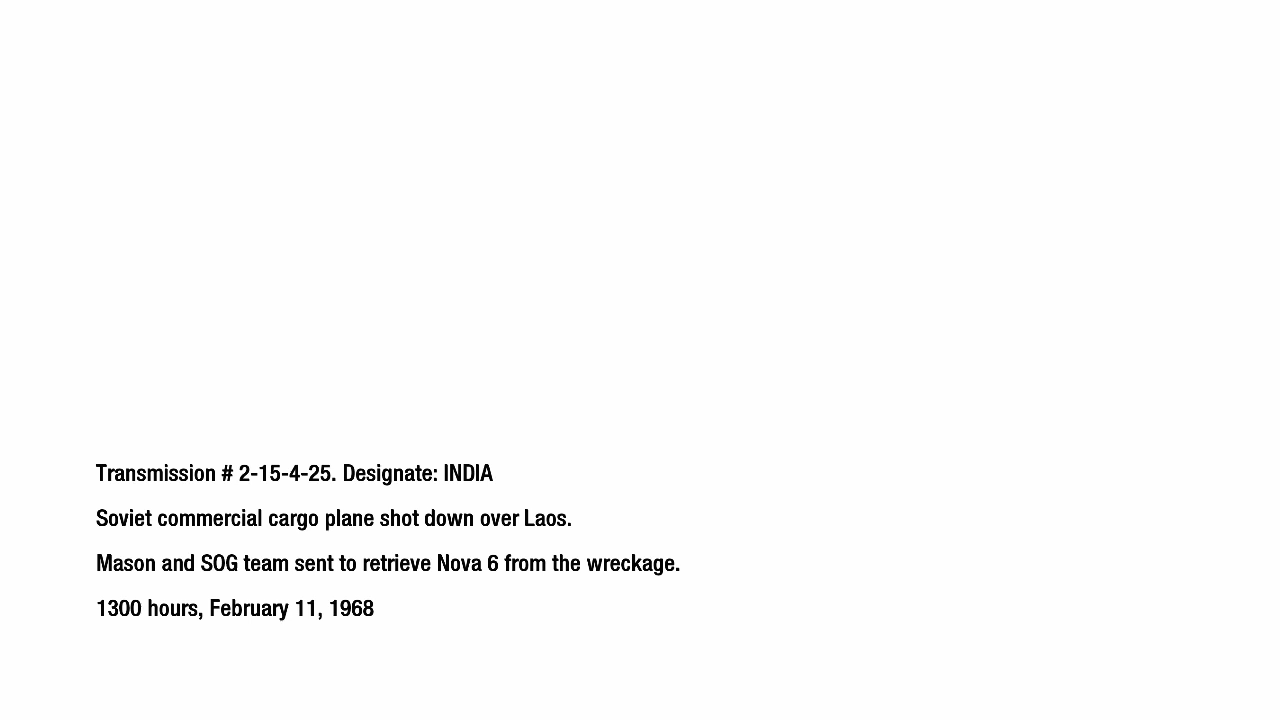 Transmission # 2-15-4-25. Designate: INDIA
Soviet commercial cargo plane shot down over Laos.
Mason and SOG team sent to retrieve Nova 6 from the wreckage.
1300 hours, February 11, 1968